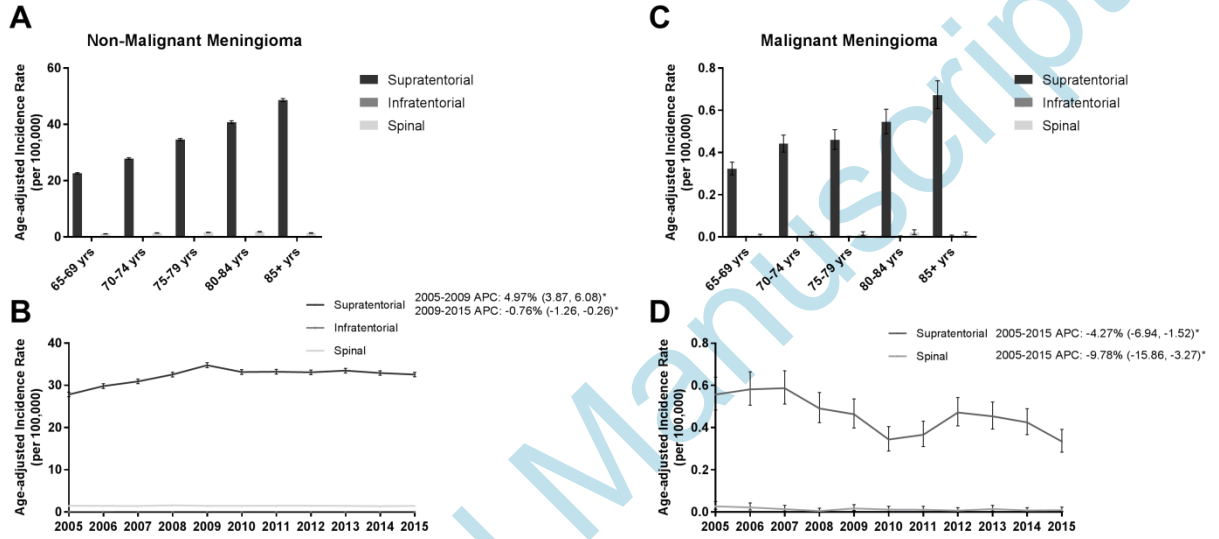 A
Non-Malignant Meningioma
Age-adjusted Incidence Rate
(per 100,000)
60
40
20
0
65-69 yrs
70-74 yrs
75-79 yrs
80-84 yrs
85+ yrs
Supratentorial
Infratentorial
Spinal
C
Malignant Meningioma
Age-adjusted Incidence Rate
(per 100,000)
0.8
0.6
0.4
0.2
0.0
65-69 yrs
70-74 yrs
75-79 yrs
80-84 yrs
85+ yrs
Supratentorial
Infratentorial
Spinal
B
Supratentorial
2005-2009 APC: 4.97% (3.87, 6.08)*
2009-2015 APC: -0.76% (-1.26, -0.26)*
Infratentorial
Spinal
Age-adjusted Incidence Rate
(per 100,000)
40
30
20
10
0
2005 2006 2007 2008 2009 2010 2011 2012 2013 2014 2015
D
Supratentorial 2005-2015 APC: -4.27% (-6.94, -1.52)*
Spinal 2005-2015 APC: -9.78% (-15.86, -3.27)*
Age-adjusted Incidence Rate
(per 100,000)
0.8
0.6
0.4
0.2
0.0
2005 2006 2007 2008 2009 2010 2011 2012 2013 2014 2015
Manuscript